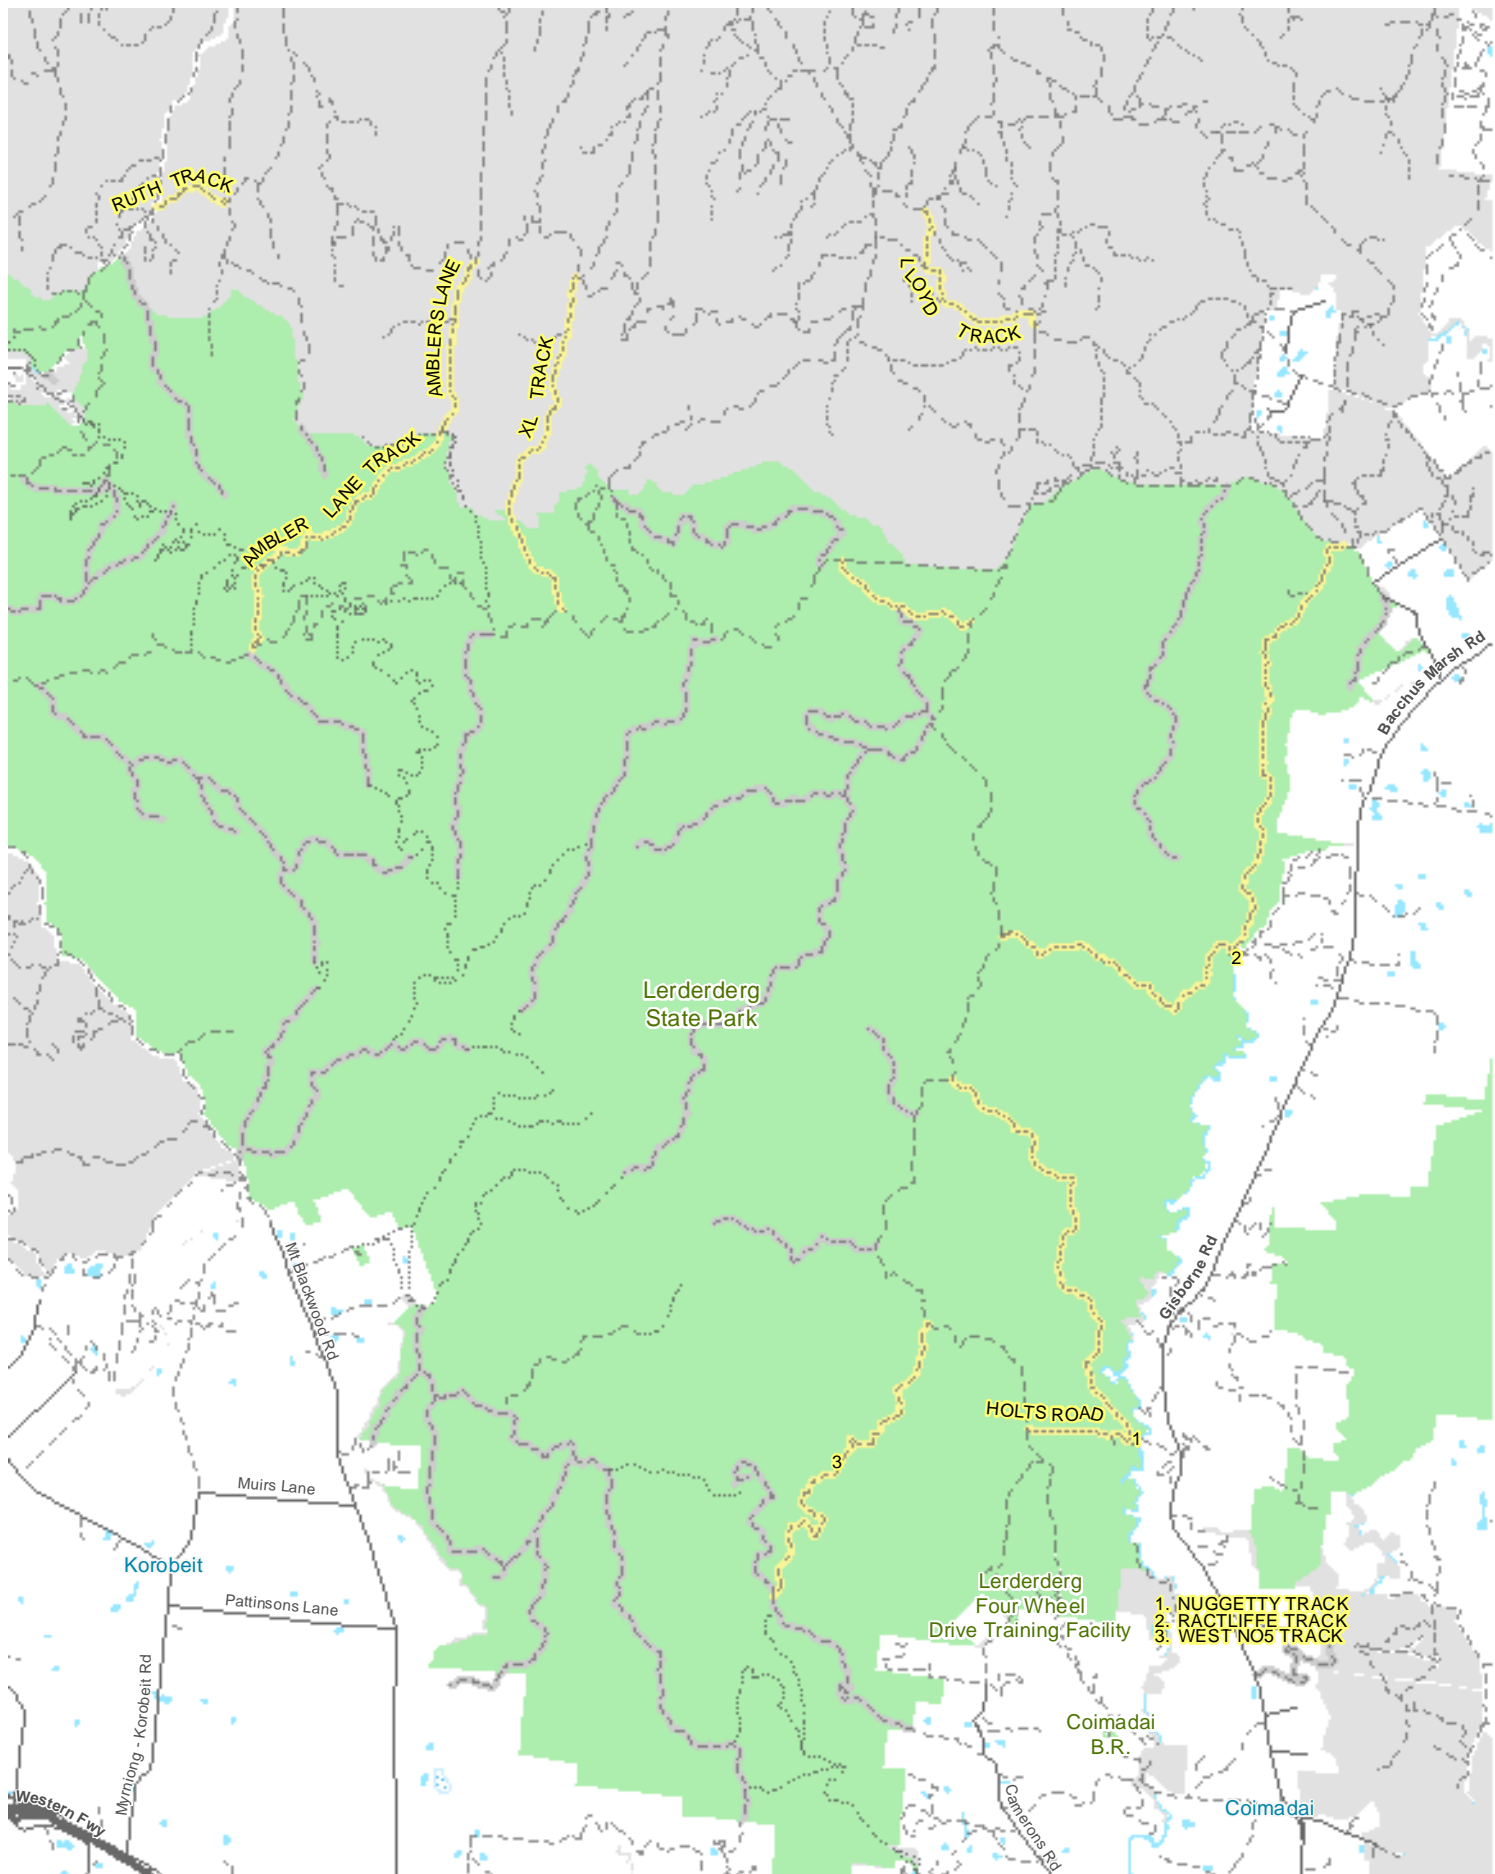 RUTH TRACK
AMBLERS LANE
XL TRACK
LLOYD TRACK
AMBLER LANE TRACK
Bacchus Marsh Rd
2
Lerderderg
State Park
Gisborne Rd
Mt Blackwood Rd
HOLTS ROAD
1
3
Muirs Lane
Korobeit
Pattinsons Lane
Lerderderg
Four Wheel
Drive Training Facility
1. NUGGETTY TRACK
2. RACTLIFFE TRACK
3. WEST NO5 TRACK
Myrniong - Korobeit Rd
Coimadai
B.R.
Western Fwy
Camerons Rd
Coimadai